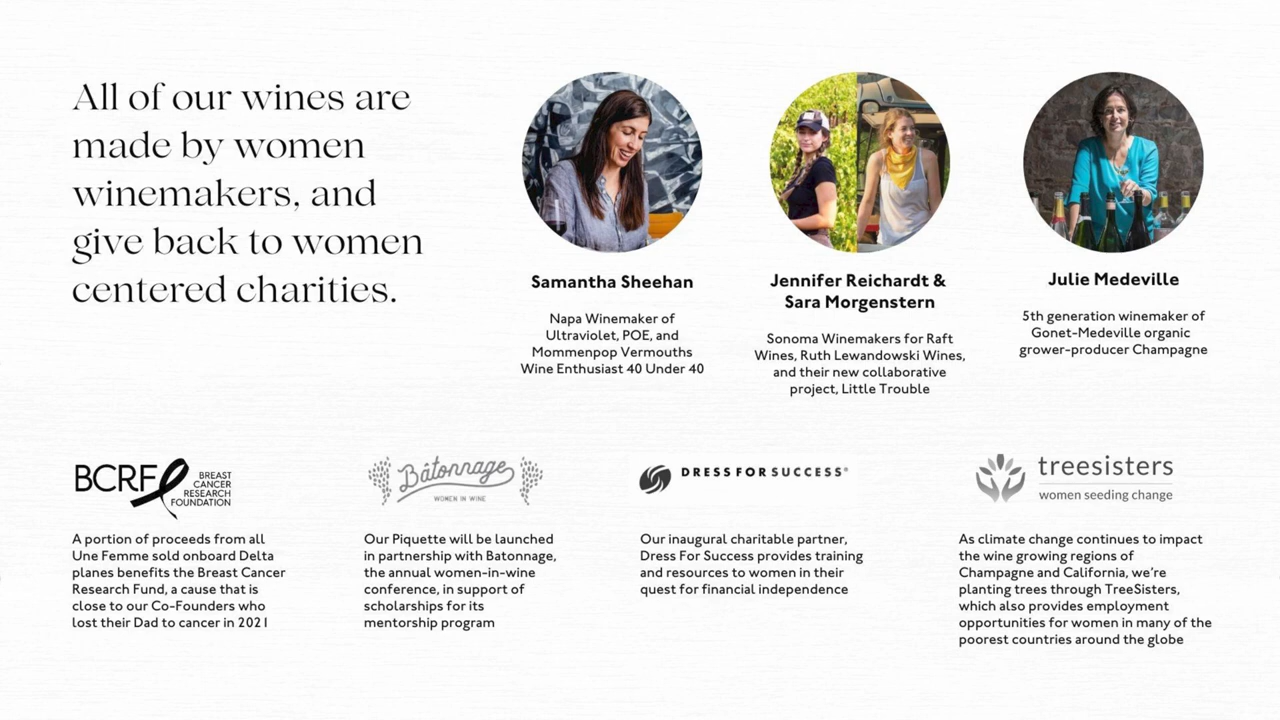 All of our wines are
made by women
winemakers, and
give back to women
centered charities.
Samantha Sheehan
Napa Winemaker of
Ultraviolet, POE, and
Mommenpop Vermouths
Wine Enthusiast 40 Under 40
Jennifer Reichardt &
Sara Morgenstern
Sonoma Winemakers for Raft
Wines, Ruth Lewandowski Wines,
and their new collaborative
project, Little Trouble
Julie Medeville
5th generation winemaker of
Gonet-Medeville organic
grower-producer Champagne
BCRF
BREAST
CANCER
RESEARCH
FOUNDATION
A portion of proceeds from all
Une Femme sold onboard Delta
planes benefits the Breast Cancer
Research Fund, a cause that is
close to our Co-Founders who
lost their Dad to cancer in 2021
Bâtonnage
WOMEN IN WINE
Our Piquette will be launched
in partnership with Batonnage,
the annual women-in-wine
conference, in support of
scholarships for its
mentorship program
DRESS FOR SUCCESS®
Our inaugural charitable partner,
Dress For Success provides training
and resources to women in their
quest for financial independence
treesisters
women seeding change
As climate change continues to impact
the wine growing regions of
Champagne and California, we're
planting trees through TreeSisters,
which also provides employment
opportunities for women in many of the
poorest countries around the globe